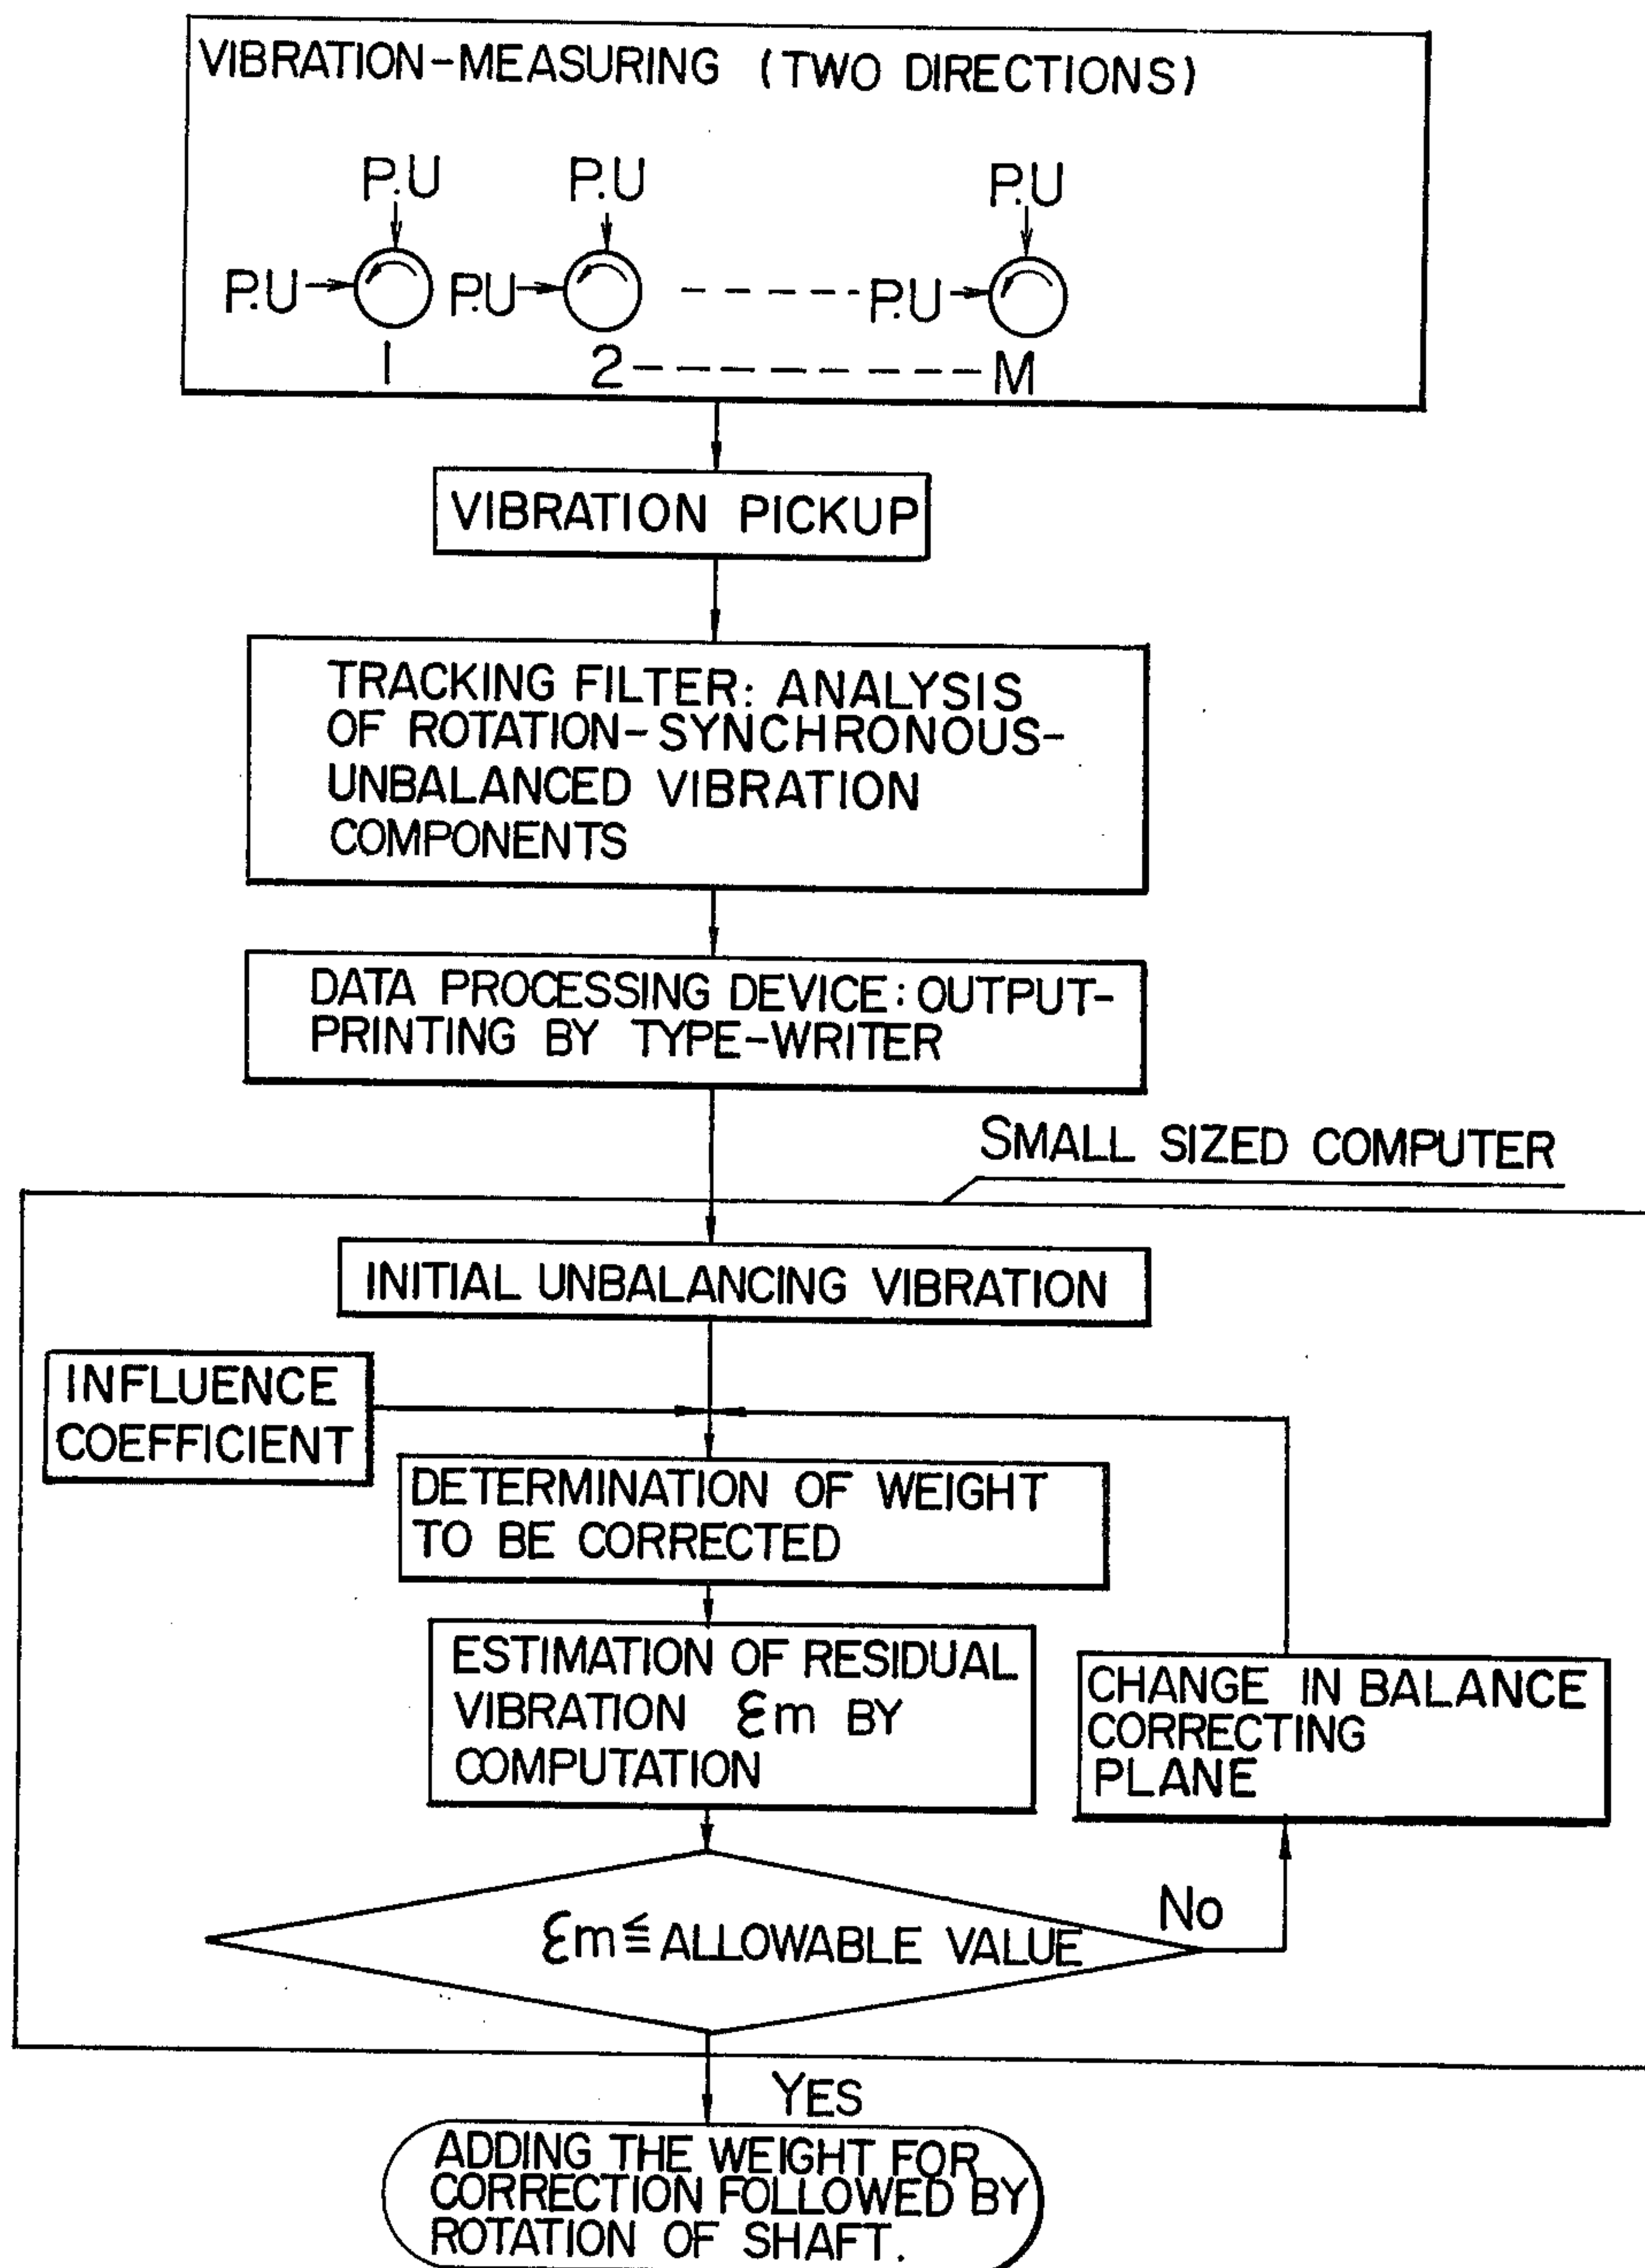 VIBRATION-MEASURING (TWO DIRECTIONS)
P.U P.U P.U
P.U P.U P.U
1 2 M
VIBRATION PICKUP
TRACKING FILTER: ANALYSIS
OF ROTATION-SYNCHRONOUS-
UNBALANCED VIBRATION
COMPONENTS
DATA PROCESSING DEVICE: OUTPUT-
PRINTING BY TYPE-WRITER
SMALL SIZED COMPUTER
INITIAL UNBALANCING VIBRATION
INFLUENCE
COEFFICIENT
DETERMINATION OF WEIGHT
TO BE CORRECTED
ESTIMATION OF RESIDUAL
VIBRATION εm BY
COMPUTATION
CHANGE IN BALANCE
CORRECTING
PLANE
εm ≦ ALLOWABLE VALUE
No
YES
ADDING THE WEIGHT FOR
CORRECTION FOLLOWED BY
ROTATION OF SHAFT.